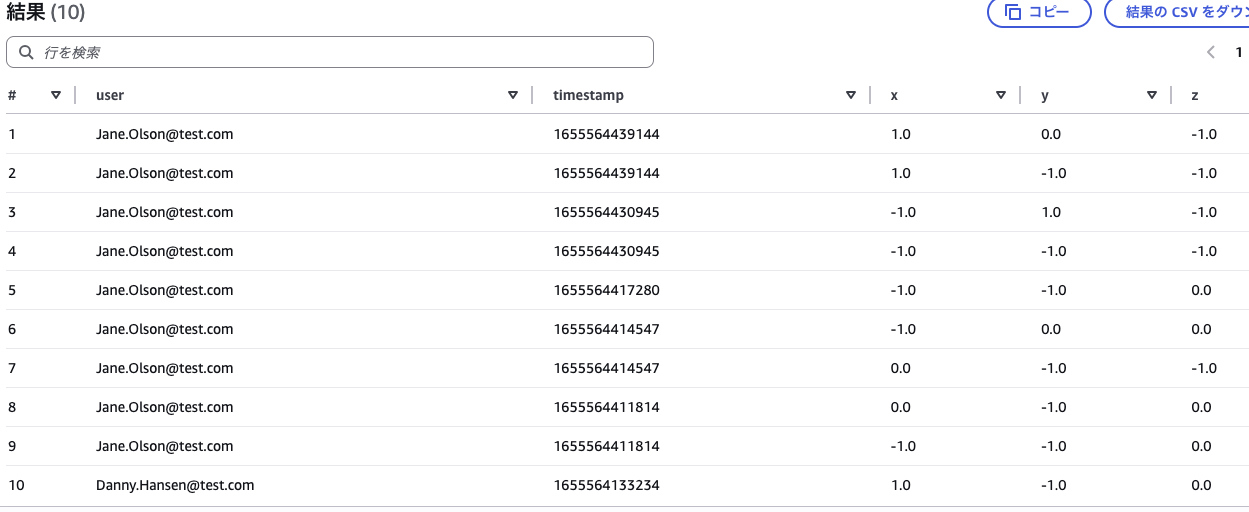 結果 (10)
コピー
結果の CSV をダウン
行を検索
1
# user timestamp x y z
1 Jane.Olson@test.com 1655564439144 1.0 0.0 -1.0
2 Jane.Olson@test.com 1655564439144 1.0 -1.0 -1.0
3 Jane.Olson@test.com 1655564430945 -1.0 1.0 -1.0
4 Jane.Olson@test.com 1655564430945 -1.0 -1.0 -1.0
5 Jane.Olson@test.com 1655564417280 -1.0 -1.0 0.0
6 Jane.Olson@test.com 1655564414547 -1.0 0.0 0.0
7 Jane.Olson@test.com 1655564414547 0.0 -1.0 -1.0
8 Jane.Olson@test.com 1655564411814 0.0 -1.0 0.0
9 Jane.Olson@test.com 1655564411814 -1.0 -1.0 0.0
10 Danny.Hansen@test.com 1655564133234 1.0 -1.0 0.0